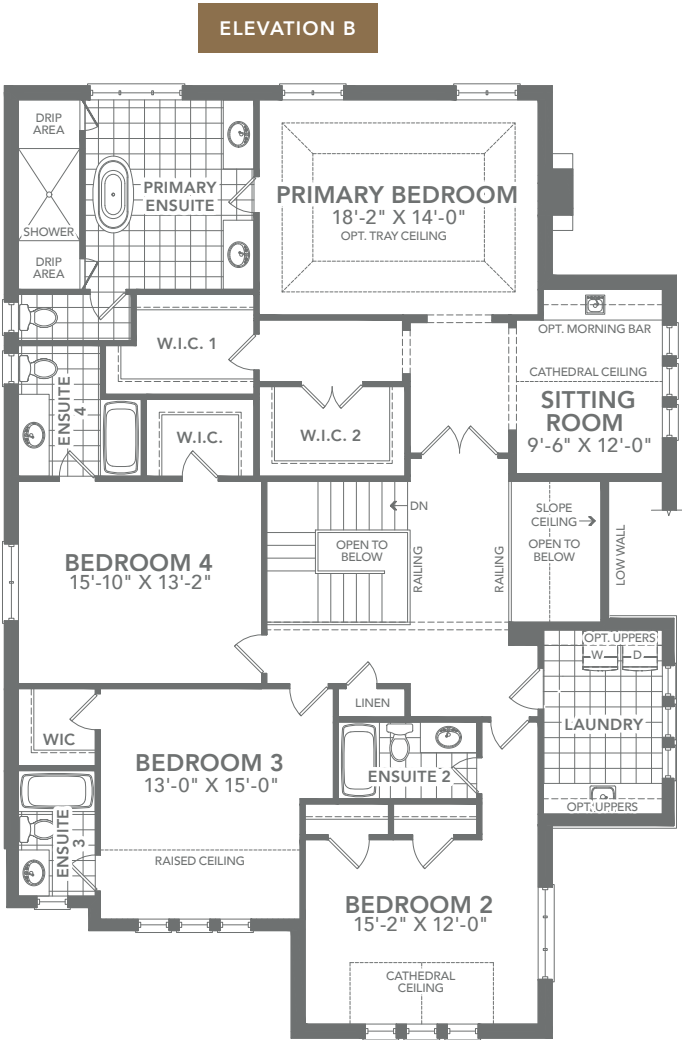 ELEVATION B
DRIP
AREA
SHOWER
DRIP
AREA
PRIMARY
ENSUITE
PRIMARY BEDROOM
18'-2" X 14'-0"
OPT. TRAY CEILING
W.I.C. 1
OPT. MORNING BAR
CATHEDRAL CEILING
SITTING
ROOM
9'-6" X 12'-0"
ENSUITE
4
W.I.C.
W.I.C. 2
DN
OPEN TO
BELOW
RAILING
RAILING
SLOPE
CEILING
OPEN TO
BELOW
LOW WALL
BEDROOM 4
15'-10" X 13'-2"
OPT. UPPERS
W
D
LAUNDRY
OPT. UPPERS
LINEN
WIC
BEDROOM 3
13'-0" X 15'-0"
ENSUITE 2
ENSUITE
3
RAISED CEILING
BEDROOM 2
15'-2" X 12'-0"
CATHEDRAL
CEILING